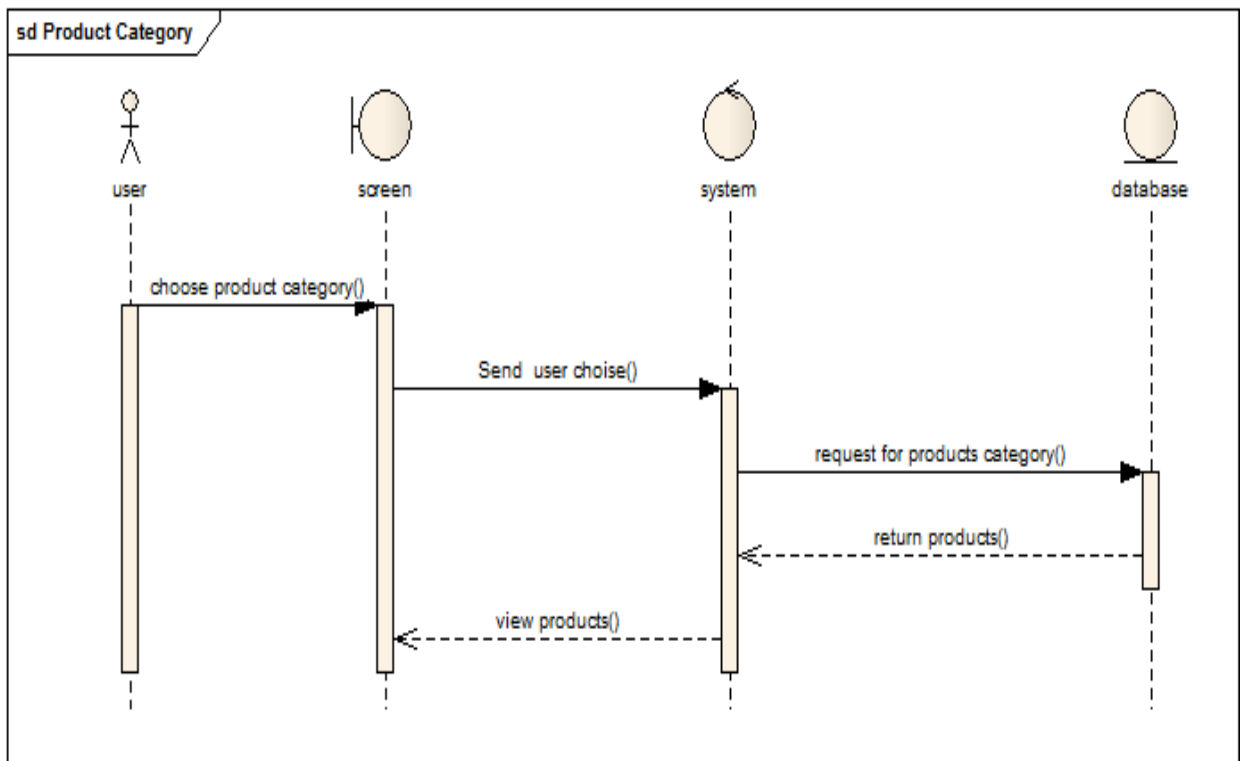 sd Product Category
user
screen
system
database
choose product category()
Send  user choise()
request for products category()
return products()
view products()